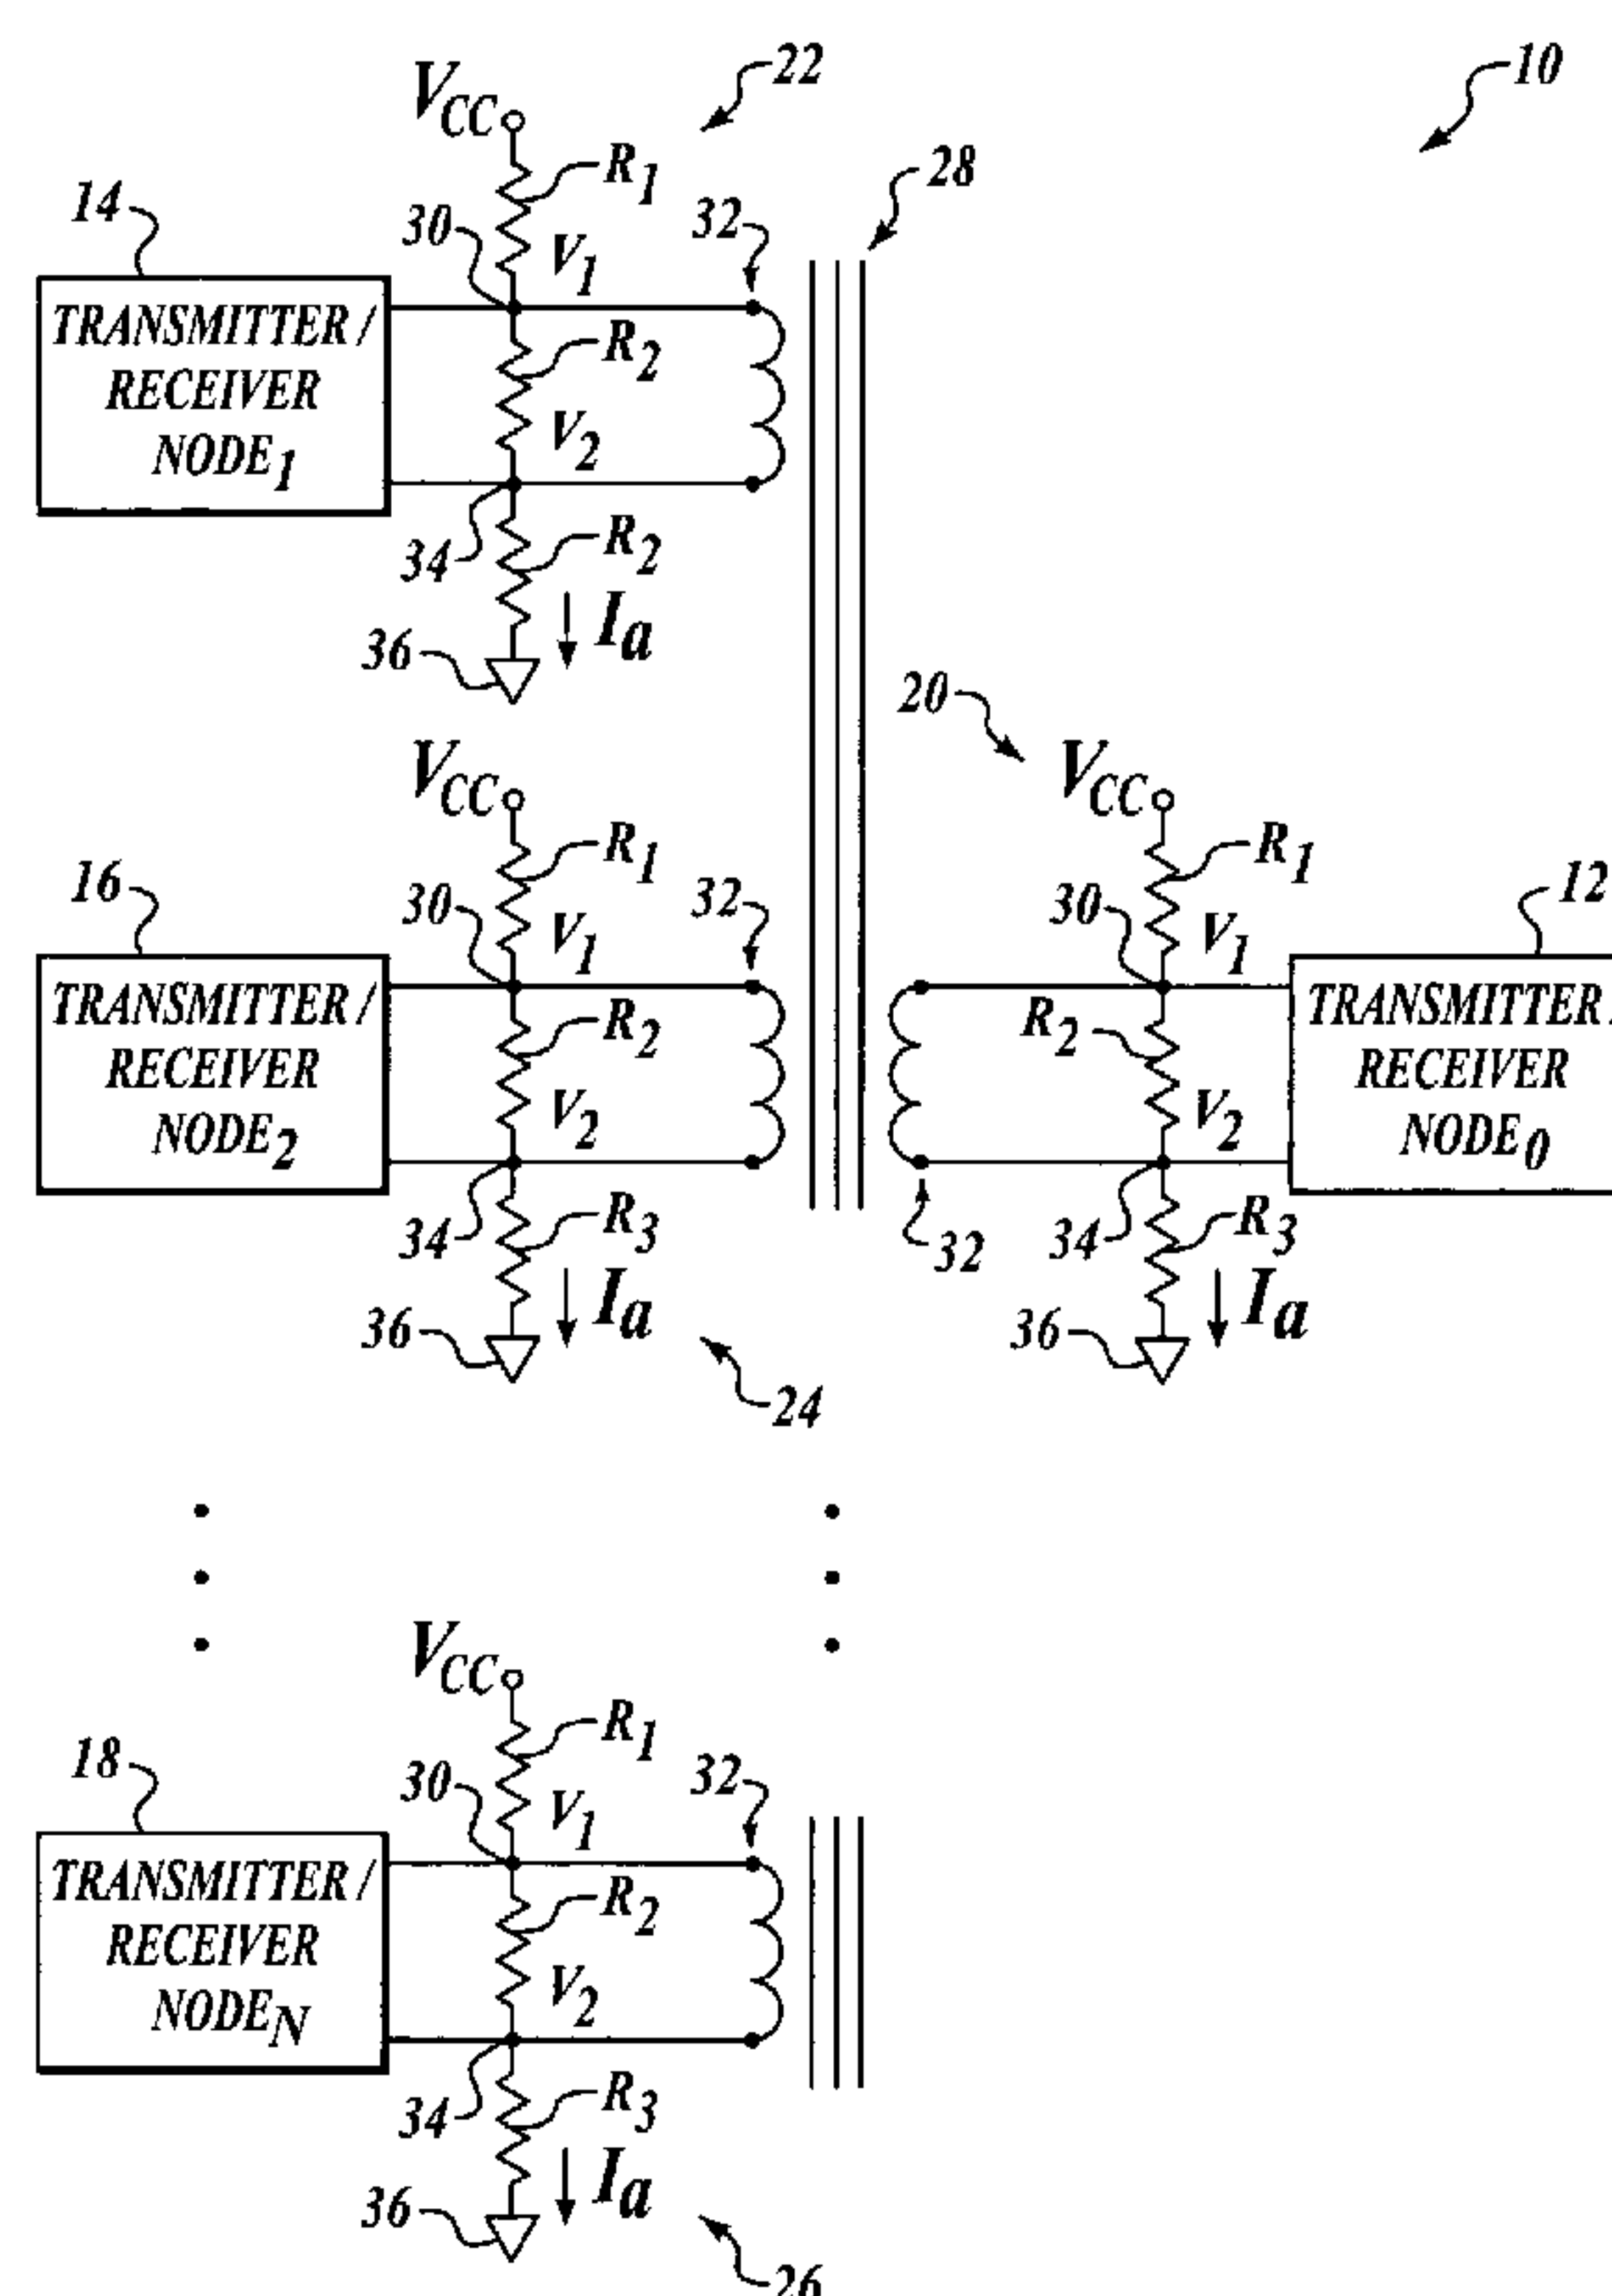 22
10
VCC
R1
28
14
30
32
V1
TRANSMITTER /
RECEIVER
NODE1
R2
V2
34
R2
Ia
36
20
VCC
VCC
R1
R1
16
12
30
32
30
V1
V1
TRANSMITTER /
RECEIVER
NODE2
R2
R2
TRANSMITTER /
RECEIVER
NODE0
V2
V2
34
R3
32
34
R3
Ia
Ia
36
36
24
VCC
R1
18
30
32
V1
TRANSMITTER /
RECEIVER
NODEN
R2
V2
34
R3
Ia
36
26